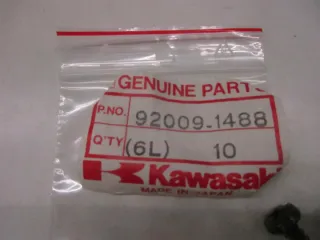 GENUINE PARTS
P.NO. 92009-1488
Q'TY (6L) 10
Kawasaki
MADE IN JAPAN